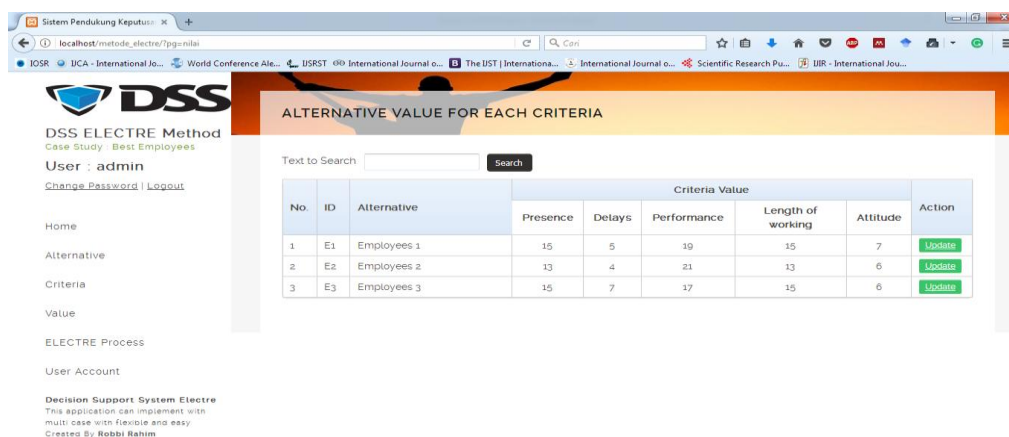 Sistem Pendukung Keputusa
localhost/metode_electre/?pg=nilai
Cari
IOSR IJCA - International Jo... World Conference Ale... IJSRST International Journal o... The IJST | Internationa... International Journal o... Scientific Research Pu... IJIR - International Jou...
DSS
DSS ELECTRE Method
Case Study : Best Employees
User : admin
Change Password | Logout
Home
Alternative
Criteria
Value
ELECTRE Process
User Account
Decision Support System Electre
This application can implement with
multi case with flexible and easy
Created By Robbi Rahim
ALTERNATIVE VALUE FOR EACH CRITERIA
Text to Search Search
No. ID Alternative Criteria Value Action
Presence Delays Performance Length of working Attitude
1 E1 Employees 1 15 5 19 15 7 Update
2 E2 Employees 2 13 4 21 13 6 Update
3 E3 Employees 3 15 7 17 15 6 Update